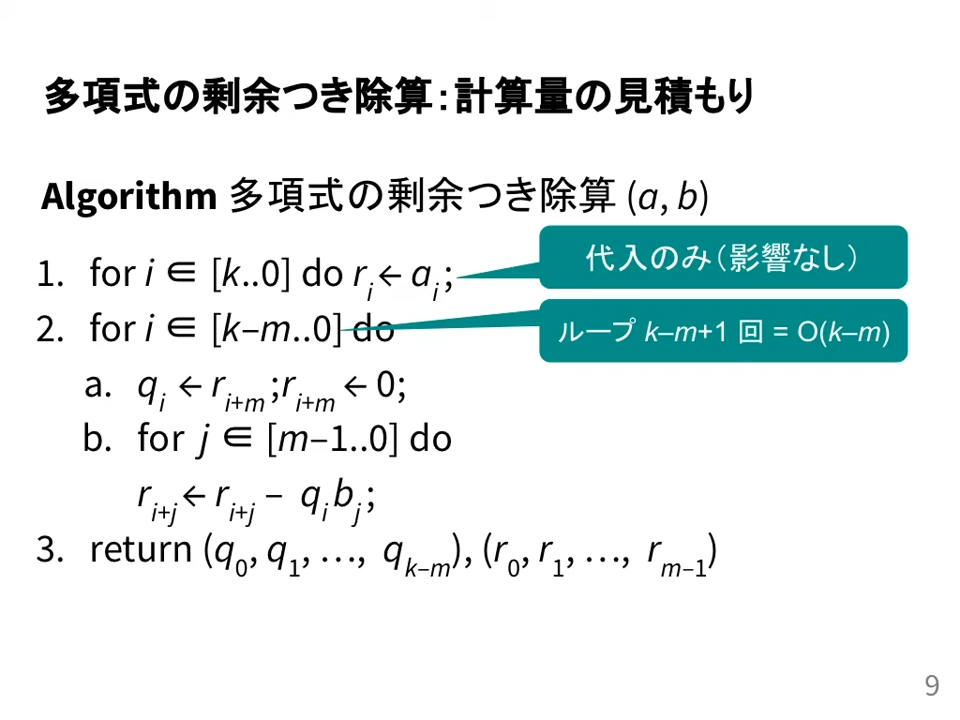 多項式の剰余つき除算：計算量の見積もり
Algorithm 多項式の剰余つき除算 (a, b)
代入のみ（影響なし）
1. for i ∈ [k..0] do r_i ← a_i;
2. for i ∈ [k–m..0] do
ループ k–m+1 回 = O(k–m)
a. q_i ← r_{i+m} ;r_{i+m} ← 0;
b. for j ∈ [m–1..0] do
r_{i+j} ← r_{i+j} – q_i b_j;
3. return (q_0, q_1, …, q_{k–m}), (r_0, r_1, …, r_{m–1})
9